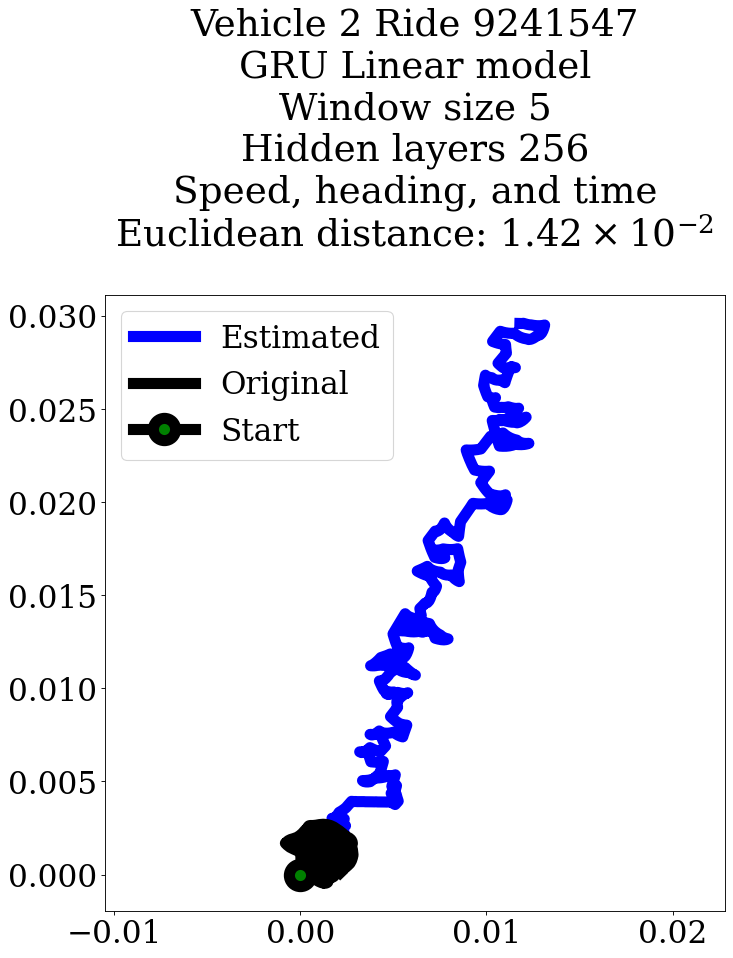 Vehicle 2 Ride 9241547
GRU Linear model
Window size 5
Hidden layers 256
Speed, heading, and time
Euclidean distance: 1.42 × 10⁻²
Estimated
Original
Start
0.030
0.025
0.020
0.015
0.010
0.005
0.000
−0.01 0.00 0.01 0.02